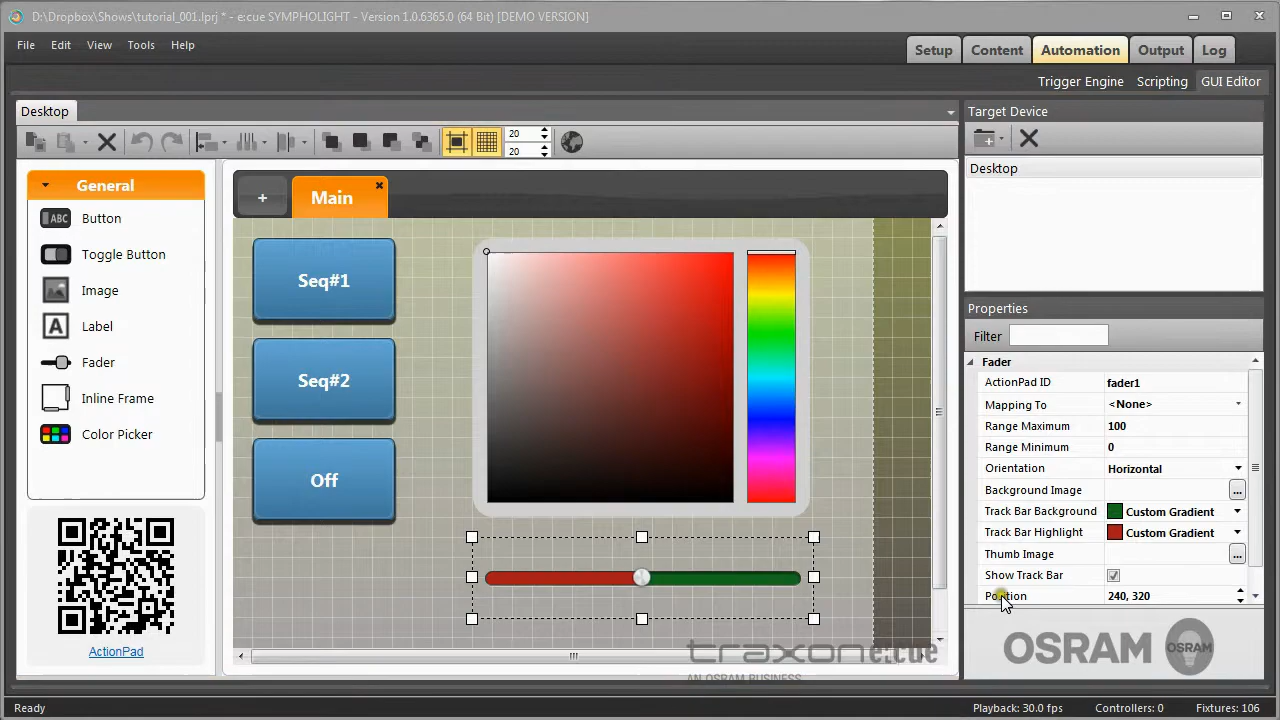 D:\Dropbox\Shows\tutorial_001.lprj * - e:cue SYMPHOLIGHT - Version 1.0.6365.0 (64 Bit) [DEMO VERSION]
File Edit View Tools Help
Setup Content Automation Output Log
Trigger Engine Scripting GUI Editor
Desktop
20
20
General
ABC Button
Toggle Button
Image
A Label
Fader
Inline Frame
Color Picker
ActionPad
+ Main
Seq#1
Seq#2
Off
Target Device
Desktop
Properties
Filter
Fader
ActionPad ID fader1
Mapping To <None>
Range Maximum 100
Range Minimum 0
Orientation Horizontal
Background Image ...
Track Bar Background Custom Gradient
Track Bar Highlight Custom Gradient
Thumb Image ...
Show Track Bar
Position 240, 320
traxon e:cue
AN OSRAM BUSINESS
OSRAM OSRAM
Ready
Playback: 30.0 fps Controllers: 0 Fixtures: 106